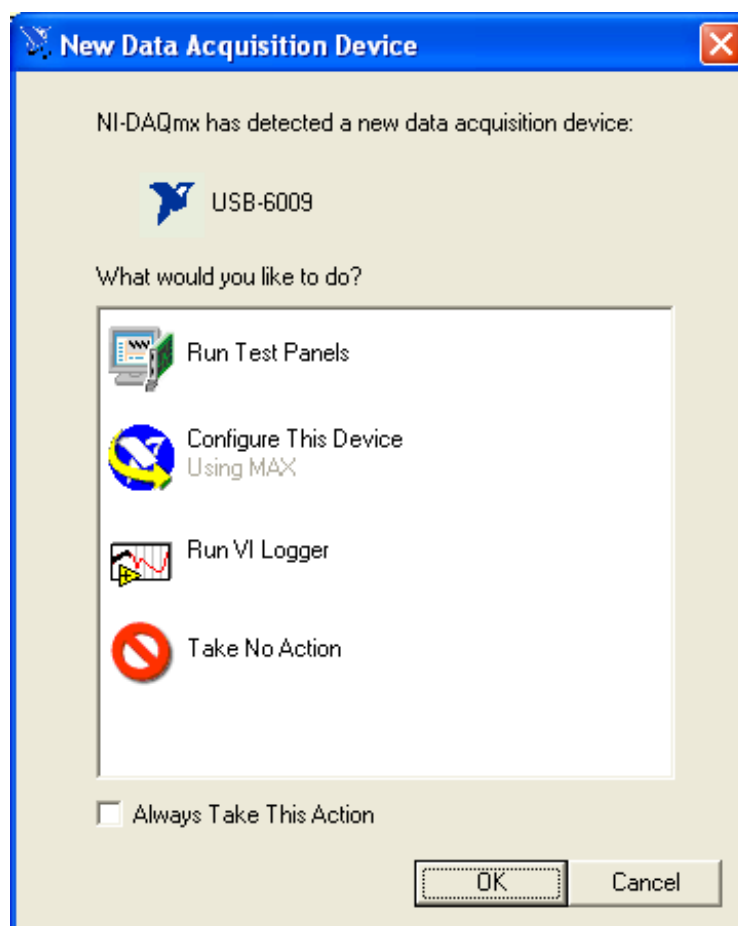 New Data Acquisition Device
NI-DAQmx has detected a new data acquisition device:
USB-6009
What would you like to do?
Run Test Panels
Configure This Device
Using MAX
Run VI Logger
Take No Action
Always Take This Action
OK
Cancel